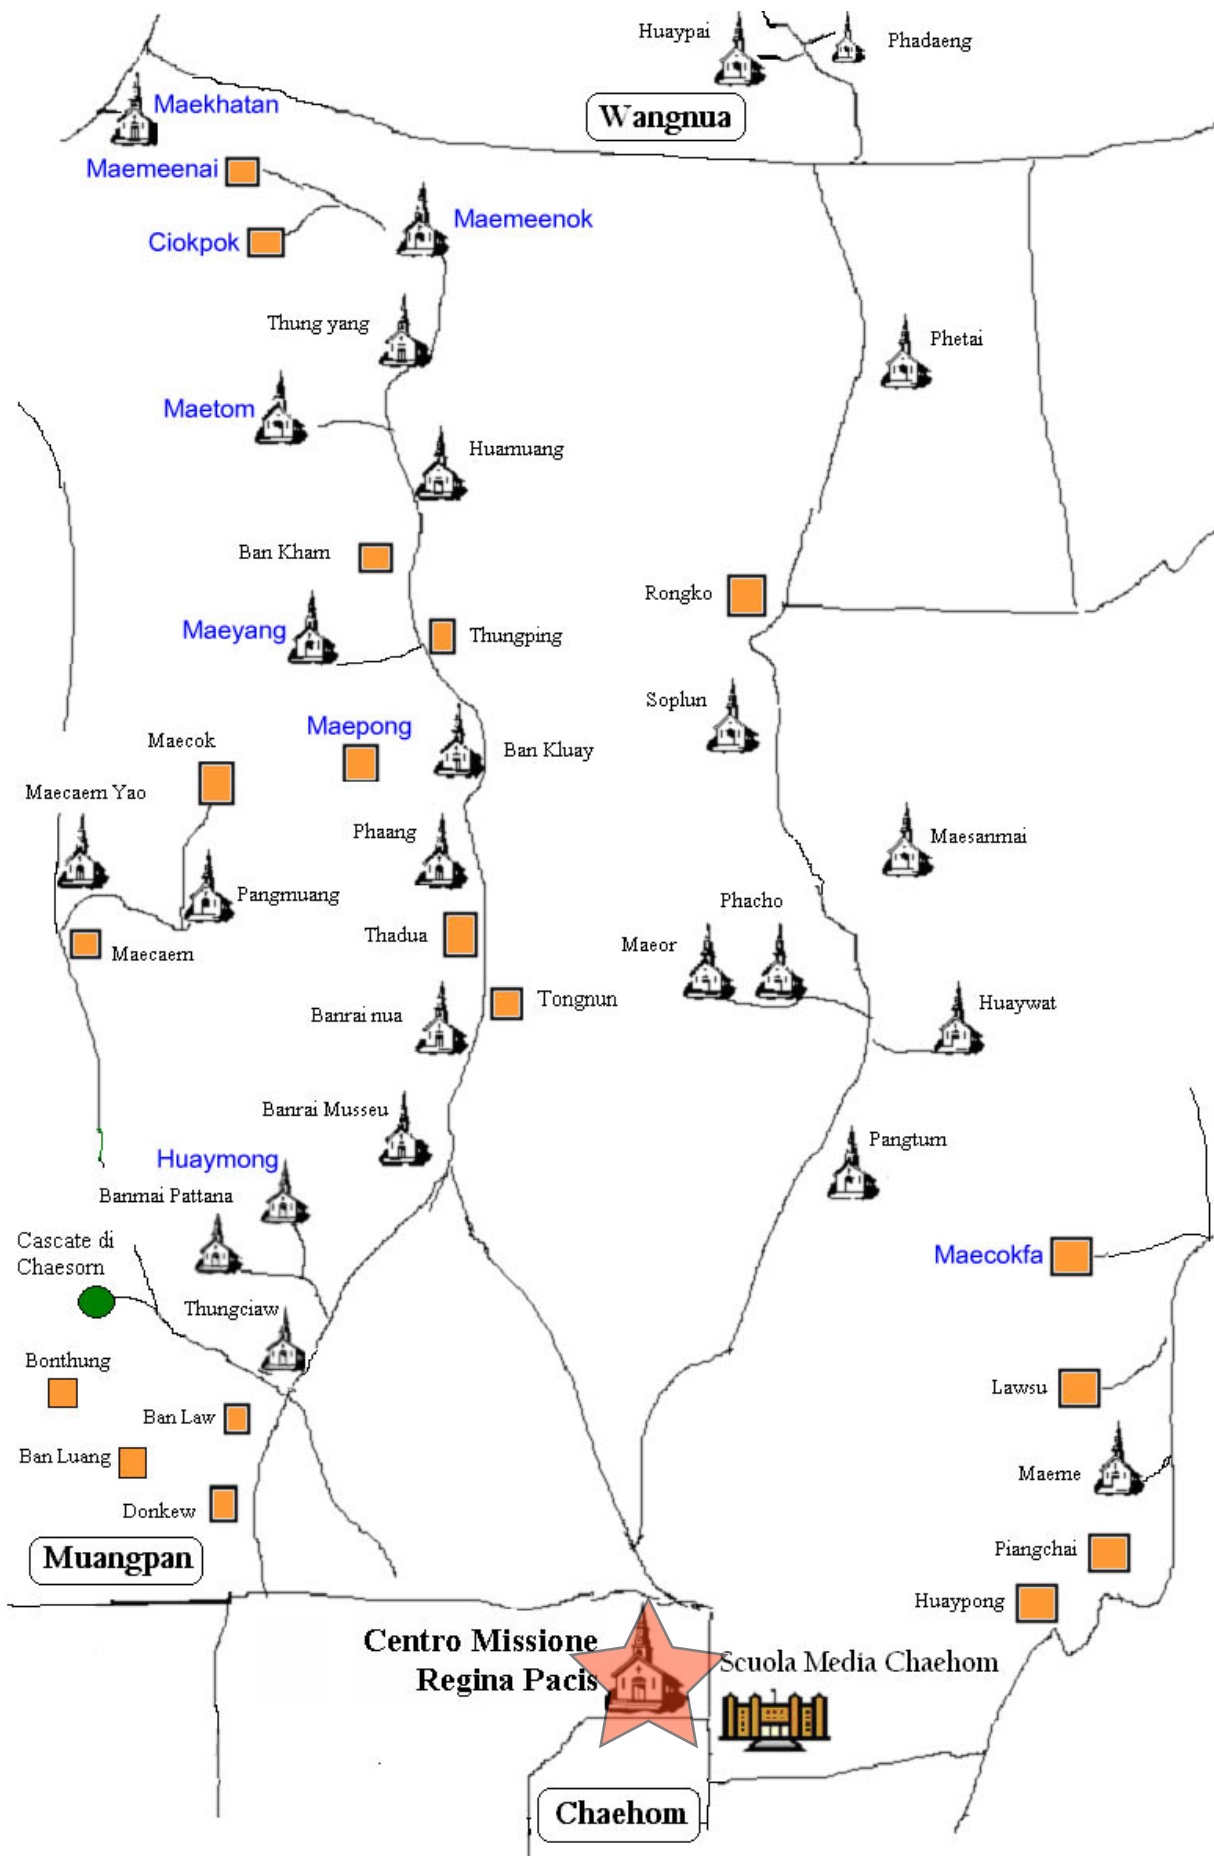 Huaypai
Phadaeng
Maekhatan
Wangnua
Maemeenai
Maemeenok
Ciokpok
Thung yang
Phetai
Maetom
Huamuang
Ban Kham
Rongko
Maeyang
Thungping
Soplun
Maepong
Maecok
Ban Kluay
Maecaem Yao
Phaang
Maesanmai
Pangmuang
Phacho
Thadua
Maeor
Maecaem
Tongnun
Huaywat
Banrai nua
Banrai Musseu
Pangtum
Huaymong
Banmai Pattana
Cascate di
Chaesorn
Maecokfa
Thungciaw
Bonthung
Lawsu
Ban Law
Ban Luang
Maeme
Donkew
Piangchai
Muangpan
Huaypong
Centro Missione
Regina Pacis
Scuola Media Chaehom
Chaehom